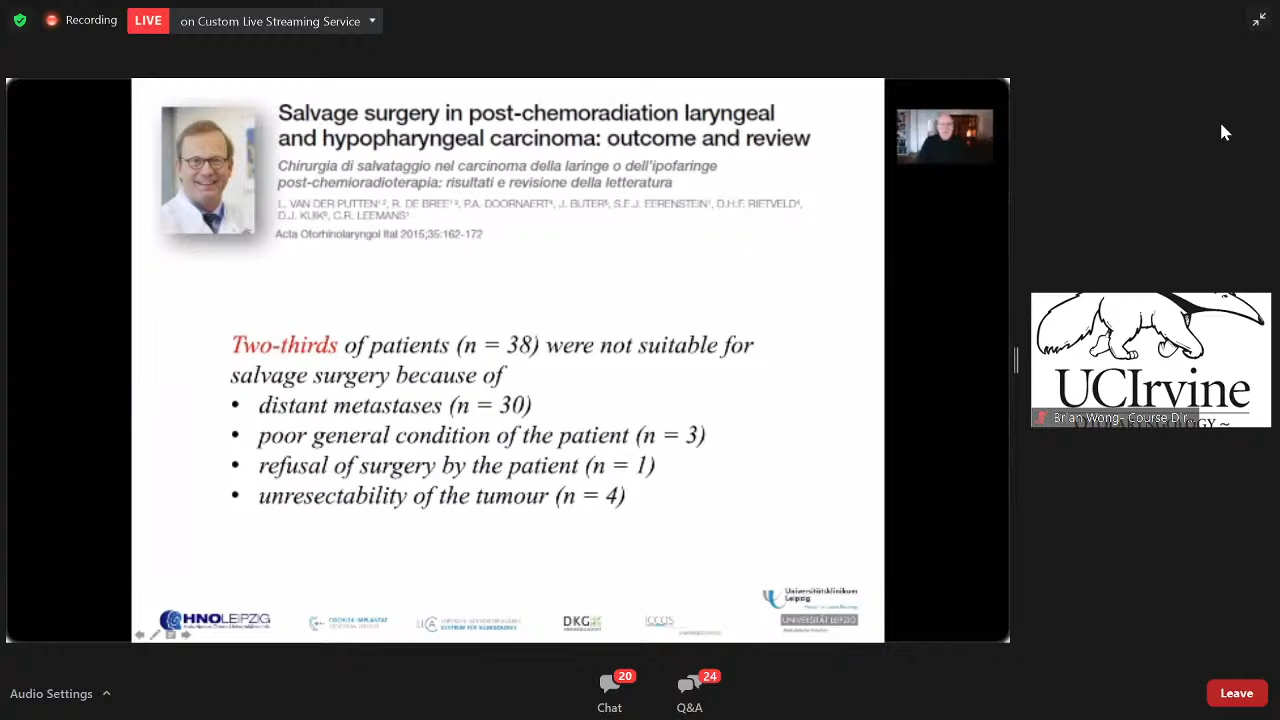 Recording
LIVE
on Custom Live Streaming Service
Salvage surgery in post-chemoradiation laryngeal
and hypopharyngeal carcinoma: outcome and review
Chirurgia di salvataggio nel carcinoma della laringe o dell'ipofaringe
post-chemioradioterapia: risultati e revisione della letteratura
L. VAN DER PUTTEN, R. DE BREE, P.A. DOORNAERT, J. BUTER, S.E.J. EERENSTEIN, D.H.F. RIETVELD,
D.J. KUIK, C.R. LEEMANS
Acta Otorhinolaryngol Ital 2015;35:162-172
Two-thirds of patients (n = 38) were not suitable for
salvage surgery because of
• distant metastases (n = 30)
• poor general condition of the patient (n = 3)
• refusal of surgery by the patient (n = 1)
• unresectability of the tumour (n = 4)
HNOLEIPZIG
DKG
ICCAS
Universitätsklinikum
Leipzig
UNIVERSITÄT LEIPZIG
UCIrvine
Brian Wong- Course Dir...
Audio Settings
20
Chat
24
Q&A
Leave